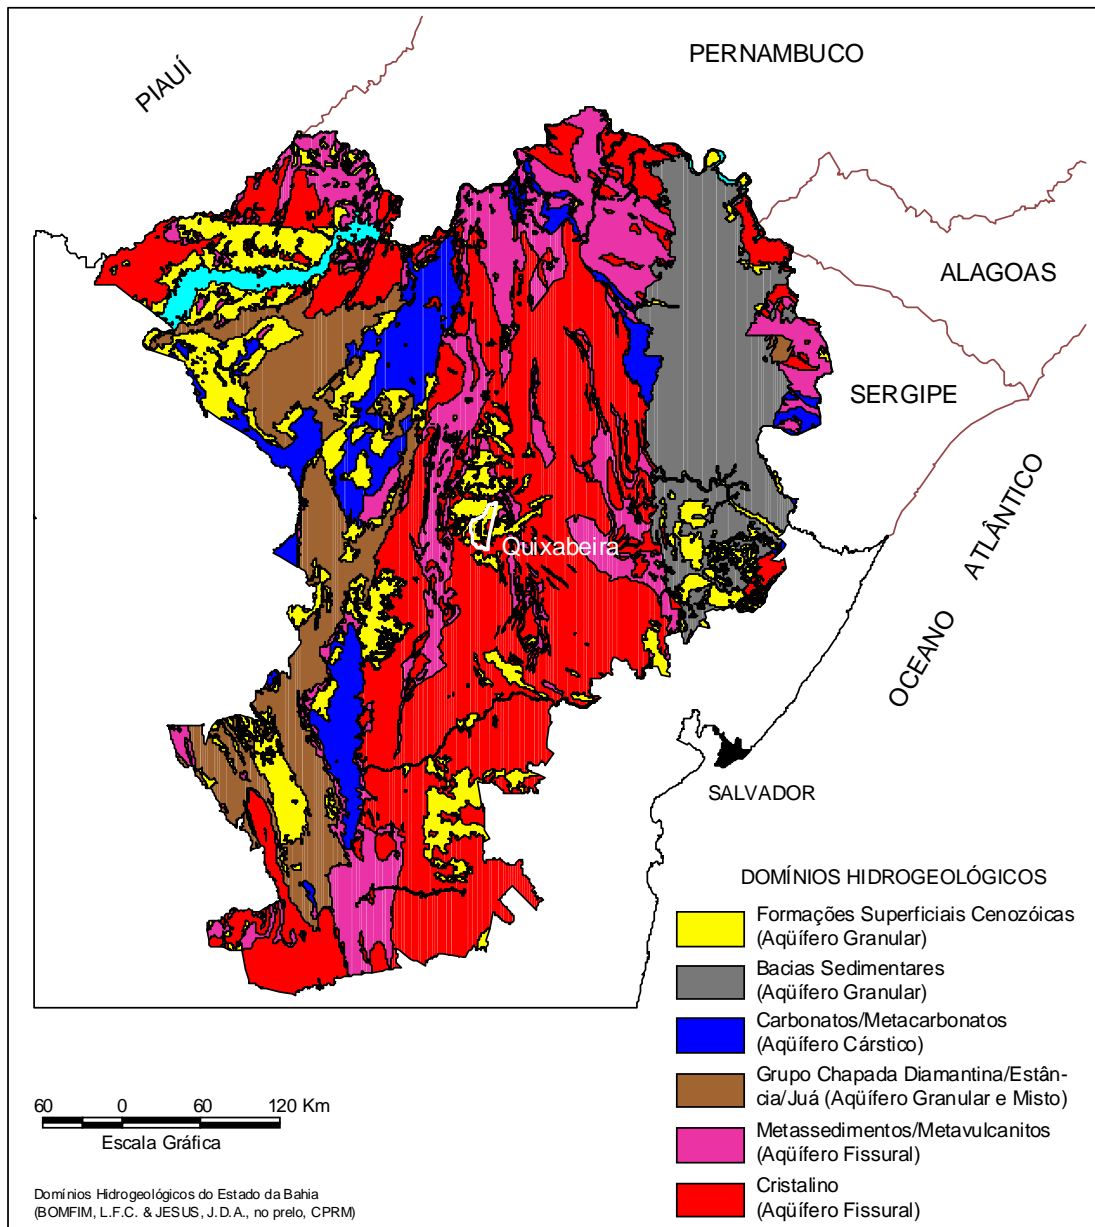 PERNAMBUCO
PIAUÍ
ALAGOAS
SERGIPE
OCEANO ATLÂNTICO
Quixabeira
SALVADOR
DOMÍNIOS HIDROGEOLÓGICOS
Formações Superficiais Cenozóicas
(Aqüífero Granular)
Bacias Sedimentares
(Aqüífero Granular)
Carbonatos/Metacarbonatos
(Aqüífero Cárstico)
Grupo Chapada Diamantina/Estân-
cia/Juá (Aqüífero Granular e Misto)
Metassedimentos/Metavulcanitos
(Aqüífero Fissural)
Cristalino
(Aqüífero Fissural)
60 0 60 120 Km
Escala Gráfica
Domínios Hidrogeológicos do Estado da Bahia
(BOMFIM, L.F.C. & JESUS, J.D.A., no prelo, CPRM)